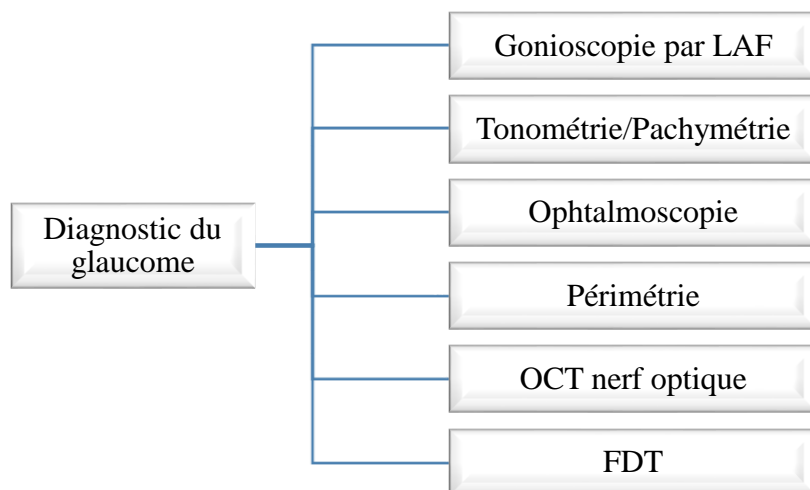 Gonioscopie par LAF
Tonométrie/Pachymétrie
Ophtalmoscopie
Diagnostic du
glaucome
Périmétrie
OCT nerf optique
FDT